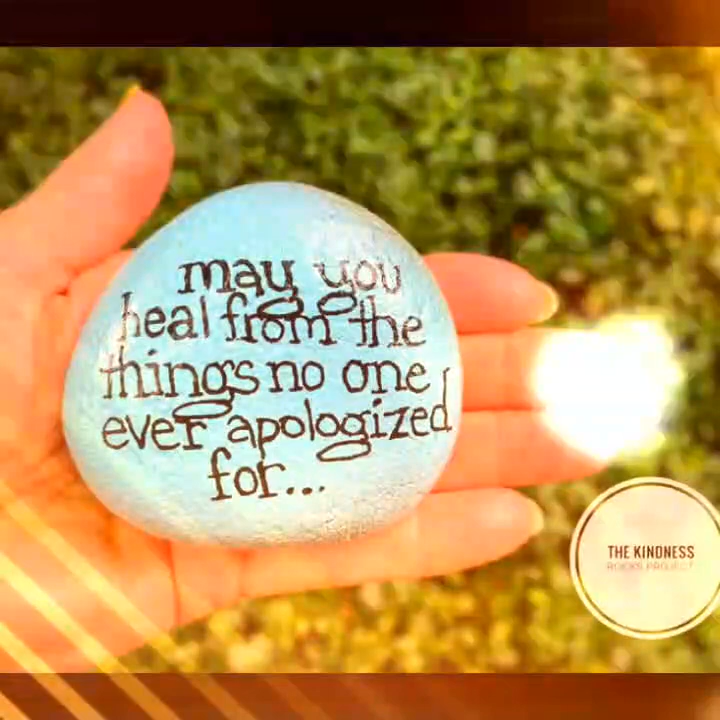 may you
heal from the
things no one
ever apologized
for...
THE KINDNESS
ROCKS PROJECT